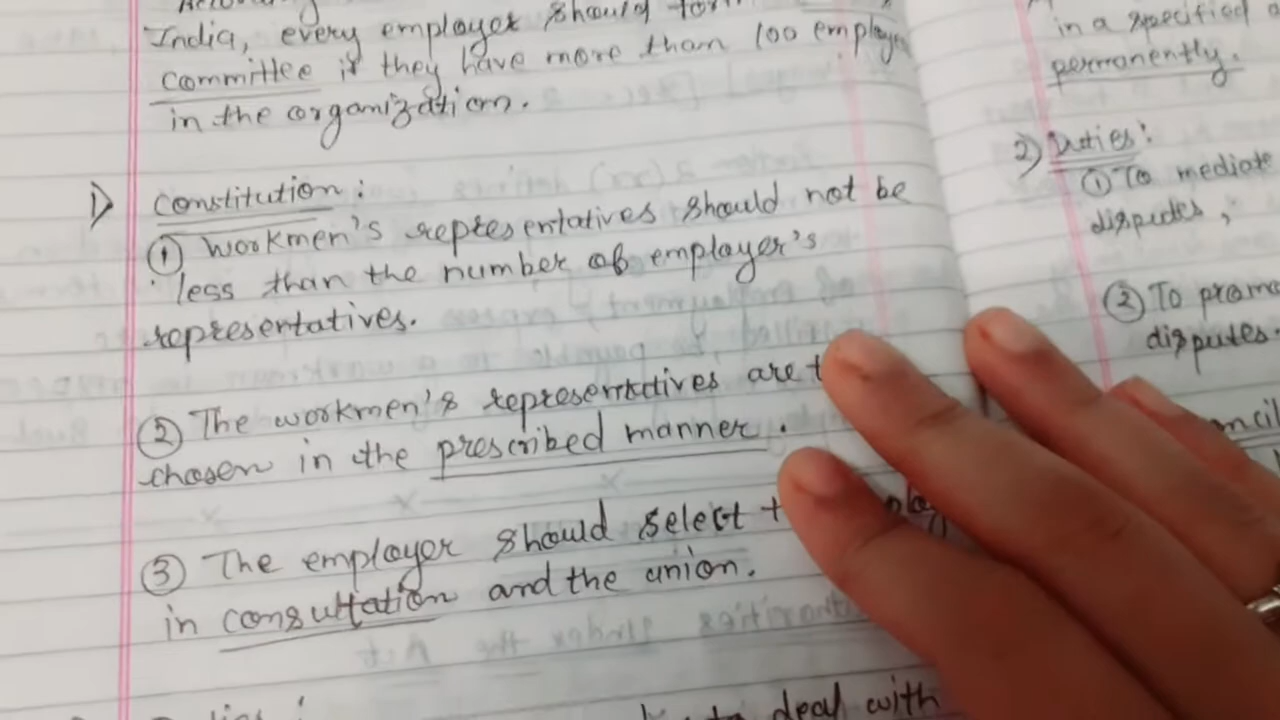 India, every employer should
committee if they have more than 100
in the organization.
1) Constitution :
① workmen's representatives should not be
less than the number of employer's
representatives.
② The workmen's representatives are
chosen in the prescribed manner.
③ The employer should select
in consultation and the union.
to deal with
in a specified
permanently.
2) Duties :
① To mediate
disputes,
② To
disputes.